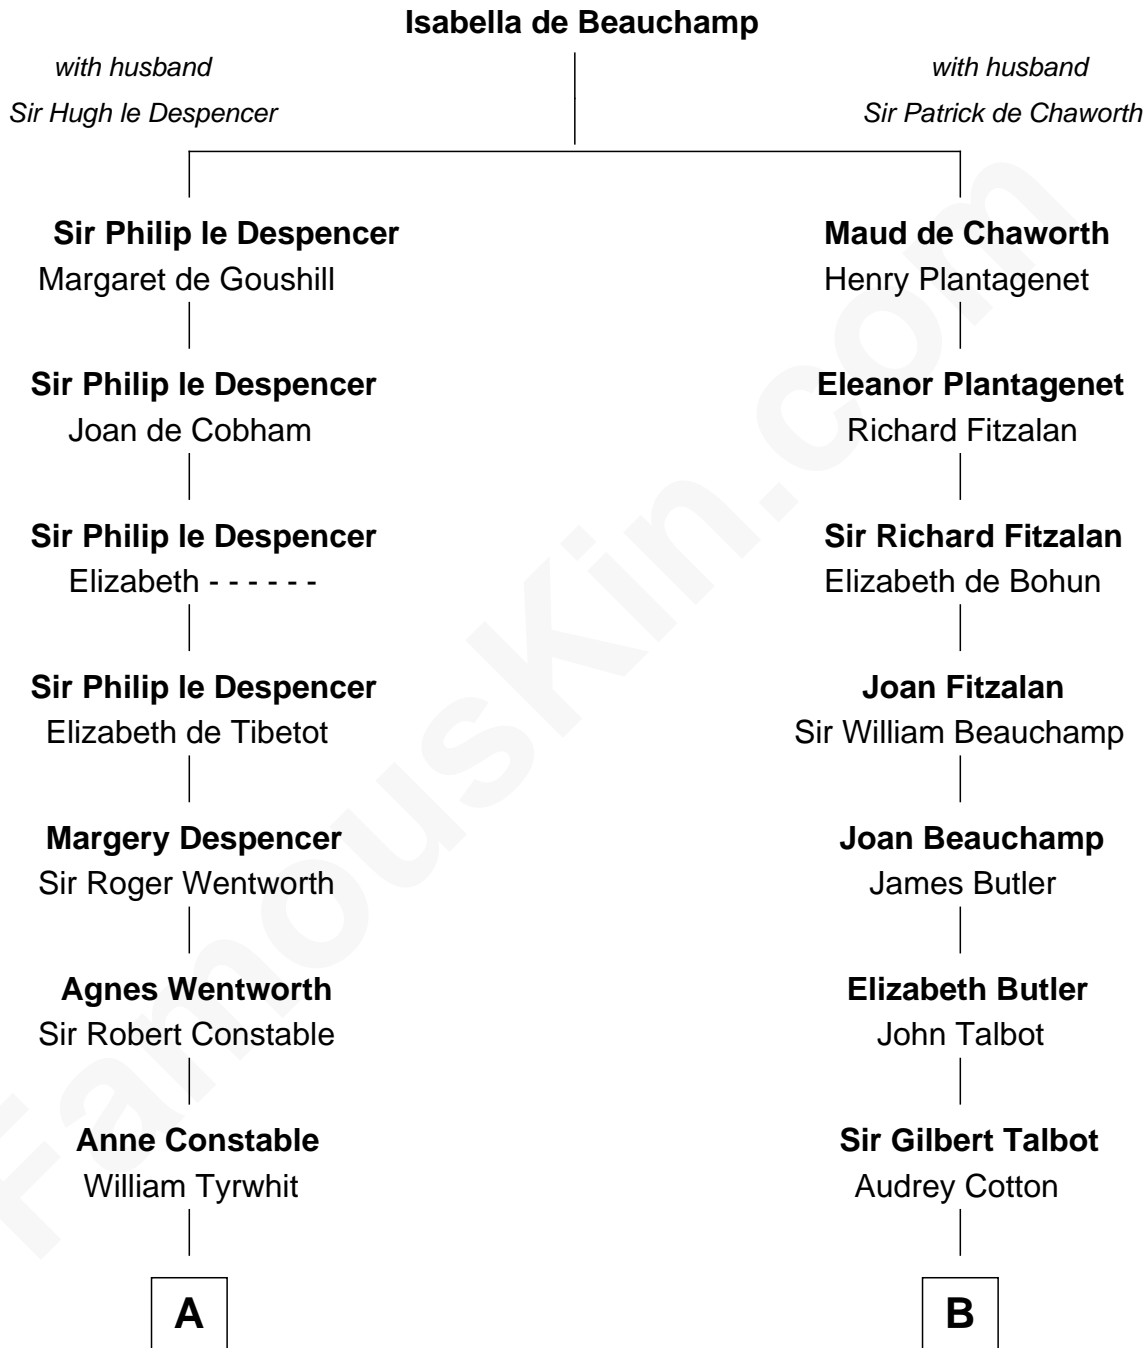 Isabella de Beauchamp
with husband
Sir Hugh le Despencer
with husband
Sir Patrick de Chaworth
Sir Philip le Despencer
Margaret de Goushill
Maud de Chaworth
Henry Plantagenet
Sir Philip le Despencer
Joan de Cobham
Eleanor Plantagenet
Richard Fitzalan
Sir Philip le Despencer
Elizabeth - - - - - -
Sir Richard Fitzalan
Elizabeth de Bohun
Sir Philip le Despencer
Elizabeth de Tibetot
Joan Fitzalan
Sir William Beauchamp
Margery Despencer
Sir Roger Wentworth
Joan Beauchamp
James Butler
Agnes Wentworth
Sir Robert Constable
Elizabeth Butler
John Talbot
Anne Constable
William Tyrwhit
Sir Gilbert Talbot
Audrey Cotton
A
B
FamousKin.com